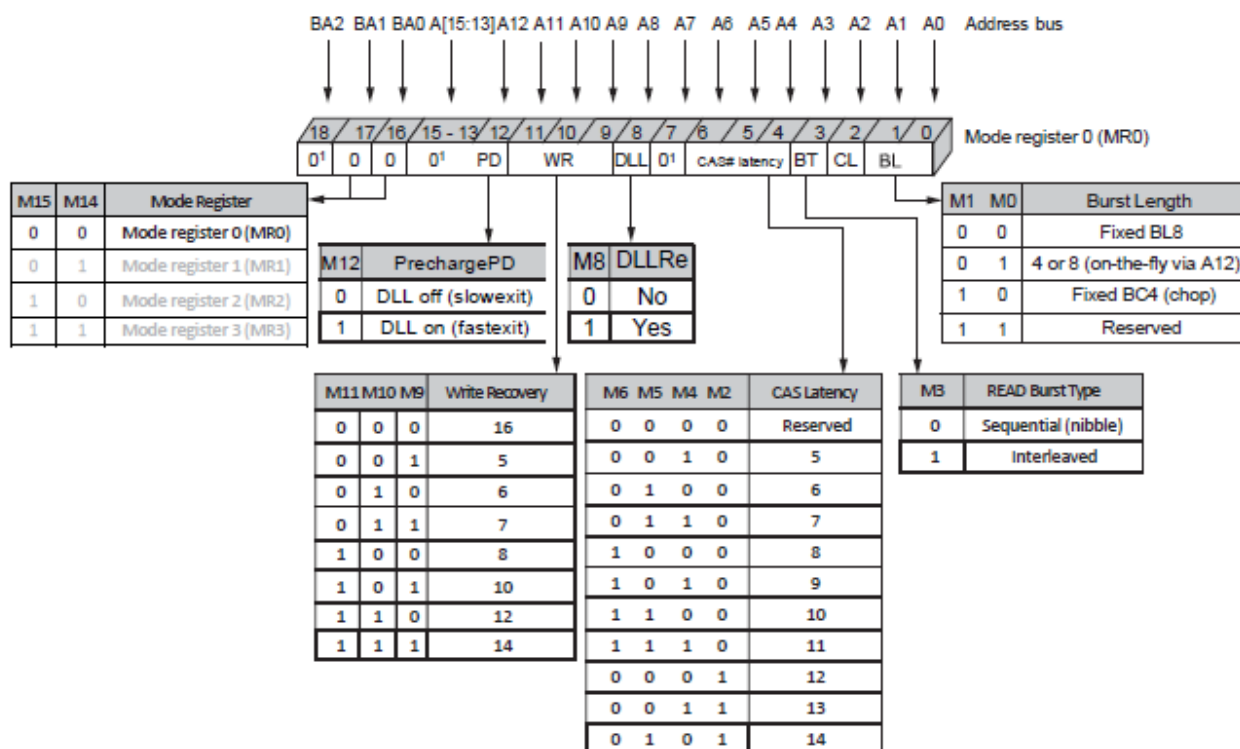 BA2 BA1 BA0 A[15:13] A12 A11 A10 A9 A8 A7 A6 A5 A4 A3 A2 A1 A0 Address bus
18 17 16 15 - 13 12 11 10 9 8 7 6 5 4 3 2 1 0 Mode register 0 (MR0)
0¹ 0 0 0¹ PD WR DLL 0¹ CAS# latency BT CL BL
M15 M14 Mode Register
0 0 Mode register 0 (MR0)
0 1 Mode register 1 (MR1)
1 0 Mode register 2 (MR2)
1 1 Mode register 3 (MR3)
M12 PrechargePD
0 DLL off (slowexit)
1 DLL on (fastexit)
M8 DLLRe
0 No
1 Yes
M1 M0 Burst Length
0 0 Fixed BL8
0 1 4 or 8 (on-the-fly via A12)
1 0 Fixed BC4 (chop)
1 1 Reserved
M11 M10 M9 Write Recovery
0 0 0 16
0 0 1 5
0 1 0 6
0 1 1 7
1 0 0 8
1 0 1 10
1 1 0 12
1 1 1 14
M6 M5 M4 M2 CAS Latency
0 0 0 0 Reserved
0 0 1 0 5
0 1 0 0 6
0 1 1 0 7
1 0 0 0 8
1 0 1 0 9
1 1 0 0 10
1 1 1 0 11
0 0 0 1 12
0 0 1 1 13
0 1 0 1 14
M3 READ Burst Type
0 Sequential (nibble)
1 Interleaved